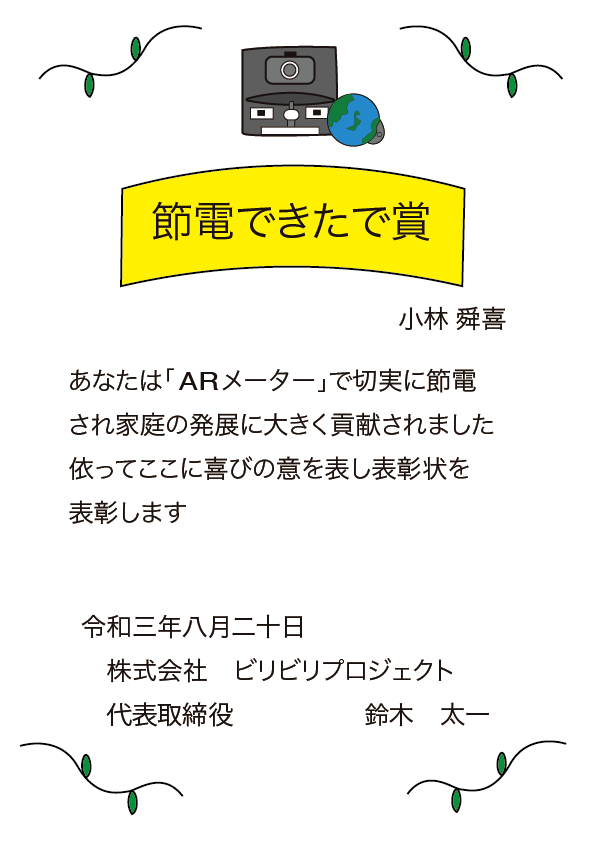 節電できたで賞
小林 舜喜
あなたは「ARメーター」で切実に節電
され家庭の発展に大きく貢献されました
依ってここに喜びの意を表し表彰状を
表彰します
令和三年八月二十日
株式会社　ビリビリプロジェクト
代表取締役　鈴木　太一